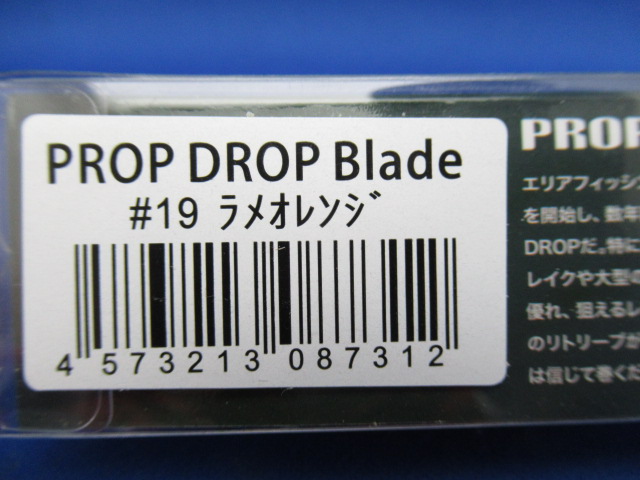 PROP DROP Blade
#19 ﾗﾒｵﾚﾝｼﾞ
4 573213 087312
PROP
エリアフィッシ
を開始し、数
DROPだ。特に
レイクや大型
優れ、狙えるレ
のリトリーブが
は信じて巻くだ